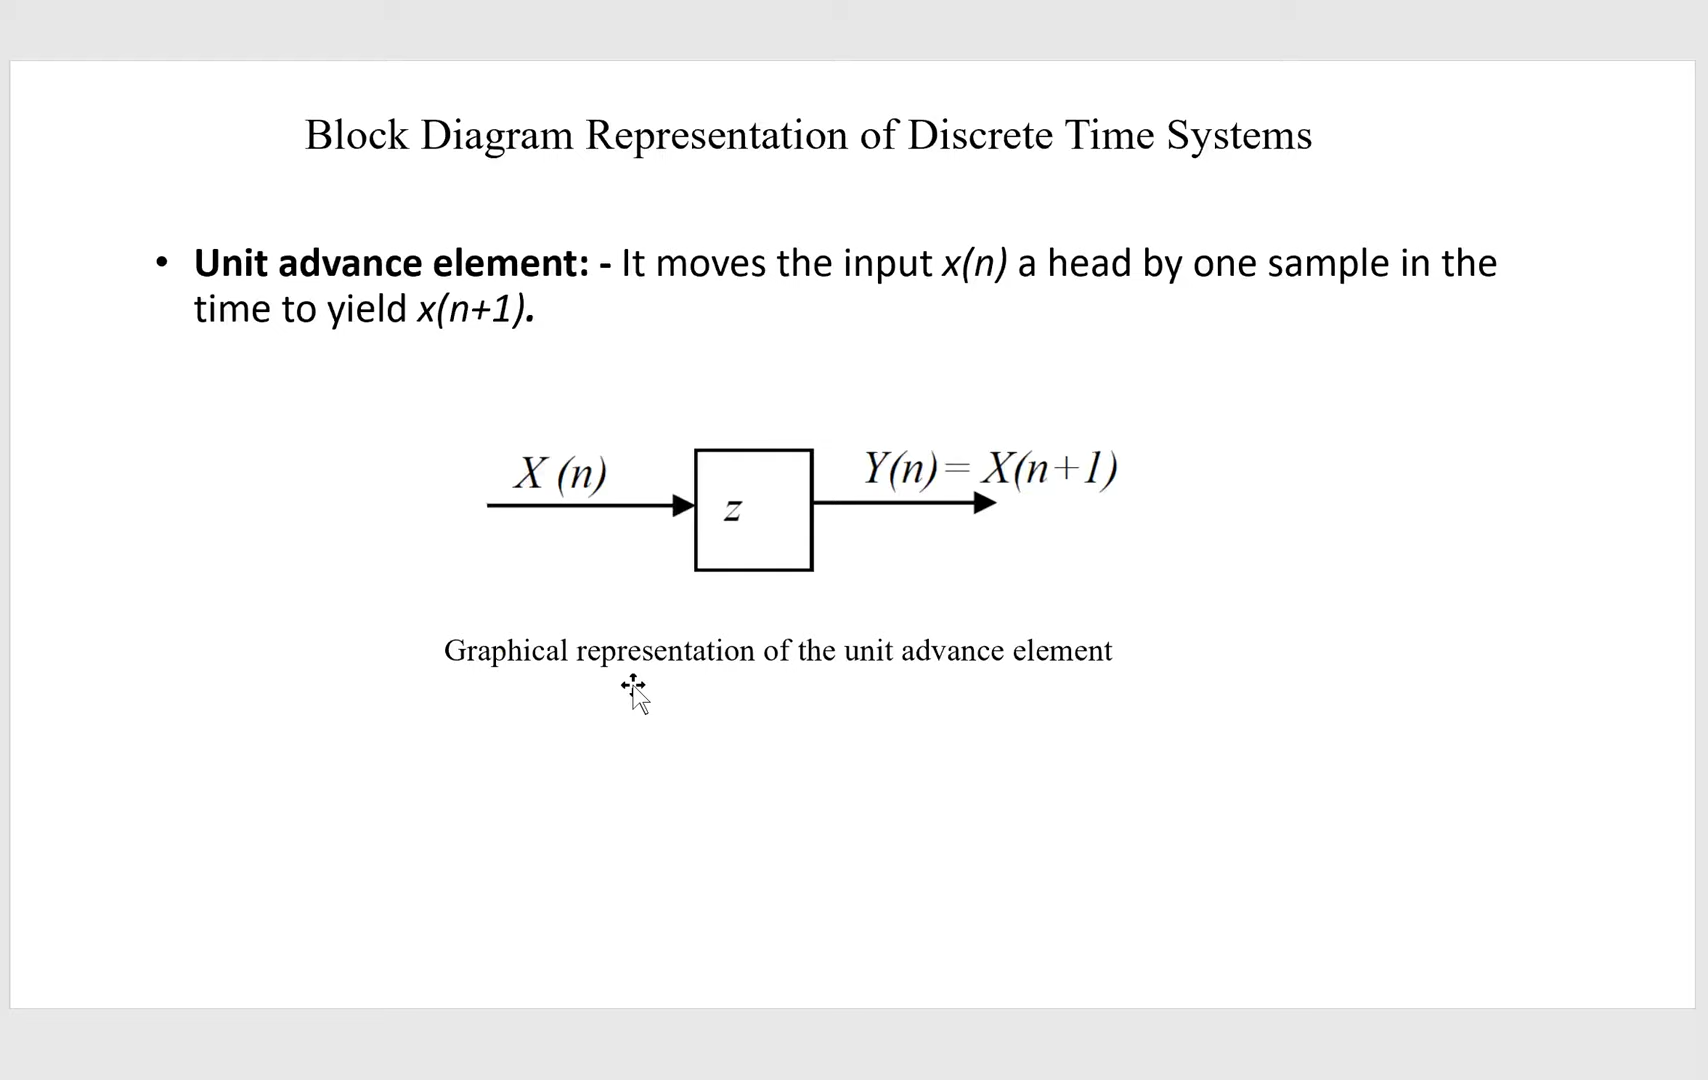 Block Diagram Representation of Discrete Time Systems
• Unit advance element: - It moves the input x(n) a head by one sample in the
time to yield x(n+1).
X (n)
Y(n)= X(n+1)
z
Graphical representation of the unit advance element